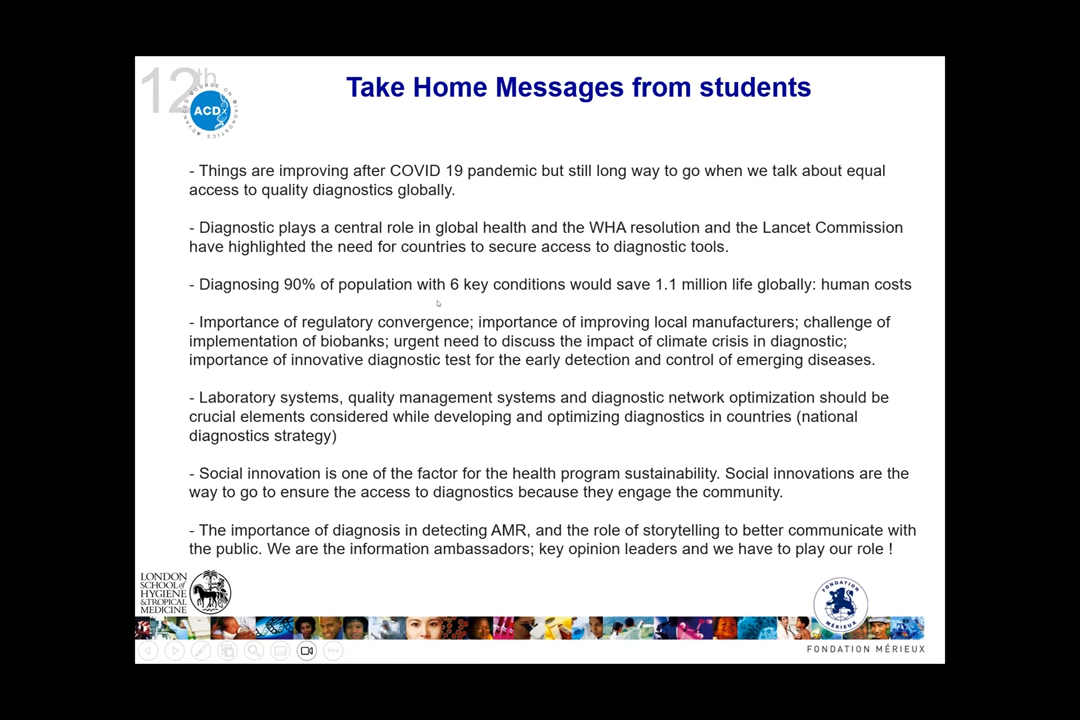 12th
ADVANCED COURSE ON DIAGNOSTICS
ACDx
Take Home Messages from students
- Things are improving after COVID 19 pandemic but still long way to go when we talk about equal
access to quality diagnostics globally.
- Diagnostic plays a central role in global health and the WHA resolution and the Lancet Commission
have highlighted the need for countries to secure access to diagnostic tools.
- Diagnosing 90% of population with 6 key conditions would save 1.1 million life globally: human costs
- Importance of regulatory convergence; importance of improving local manufacturers; challenge of
implementation of biobanks; urgent need to discuss the impact of climate crisis in diagnostic;
importance of innovative diagnostic test for the early detection and control of emerging diseases.
- Laboratory systems, quality management systems and diagnostic network optimization should be
crucial elements considered while developing and optimizing diagnostics in countries (national
diagnostics strategy)
- Social innovation is one of the factor for the health program sustainability. Social innovations are the
way to go to ensure the access to diagnostics because they engage the community.
- The importance of diagnosis in detecting AMR, and the role of storytelling to better communicate with
the public. We are the information ambassadors; key opinion leaders and we have to play our role !
LONDON
SCHOOL of
HYGIENE
& TROPICAL
MEDICINE
FONDATION
MÉRIEUX
FONDATION MÉRIEUX